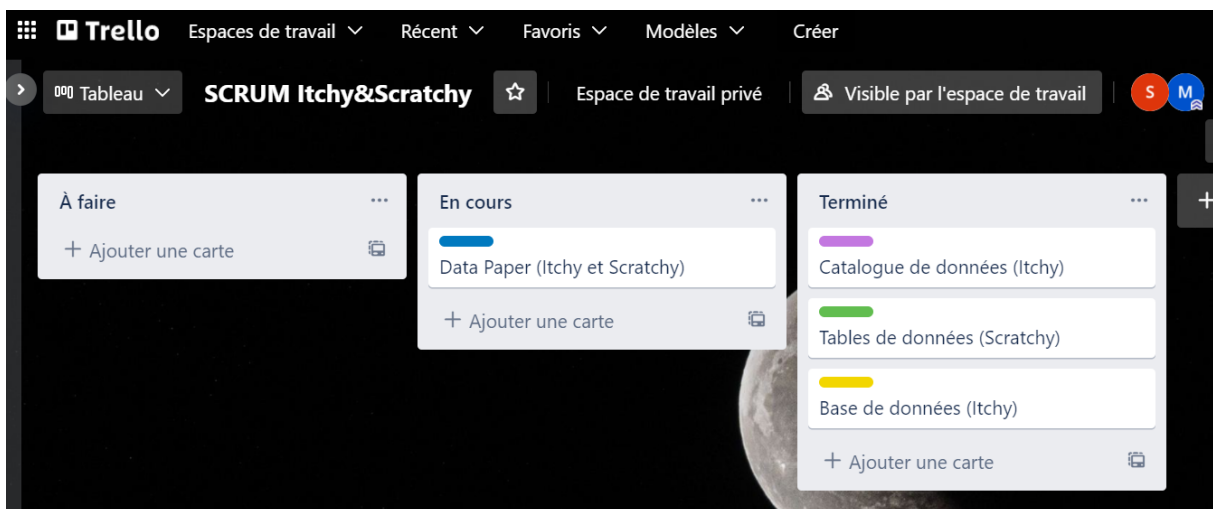 Trello Espaces de travail Récent Favoris Modèles Créer
Tableau SCRUM Itchy&Scratchy Espace de travail privé Visible par l'espace de travail S M
À faire
+ Ajouter une carte
En cours
Data Paper (Itchy et Scratchy)
+ Ajouter une carte
Terminé
Catalogue de données (Itchy)
Tables de données (Scratchy)
Base de données (Itchy)
+ Ajouter une carte